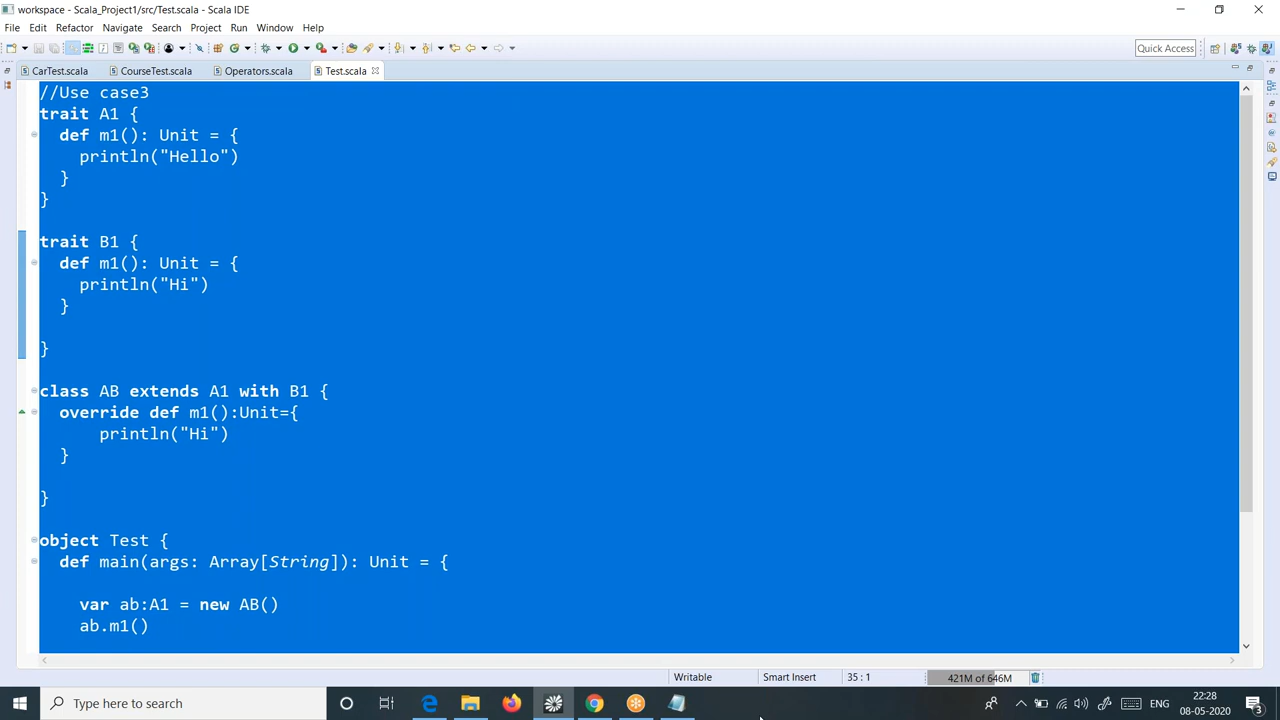 workspace - Scala_Project1/src/Test.scala - Scala IDE
File Edit Refactor Navigate Search Project Run Window Help
Quick Access
CarTest.scala CourseTest.scala Operators.scala Test.scala
//Use case3
trait A1 {
  def m1(): Unit = {
    println("Hello")
  }
}
trait B1 {
  def m1(): Unit = {
    println("Hi")
  }
}
class AB extends A1 with B1 {
  override def m1():Unit={
      println("Hi")
  }
}
object Test {
  def main(args: Array[String]): Unit = {
    var ab:A1 = new AB()
    ab.m1()
Writable Smart Insert 35 : 1 421M of 646M
Type here to search
ENG
22:28
08-05-2020
3